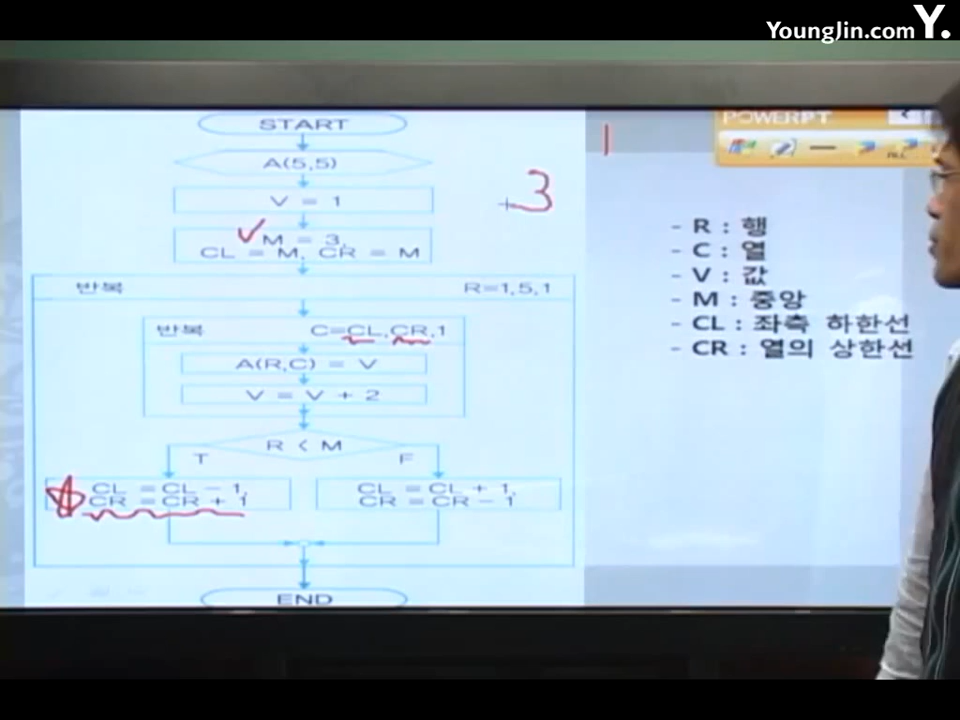 YoungJin.com Y.
START
A(5,5)
V = 1
M = 3,
CL = M, CR = M
반복 R=1,5,1
반복 C=CL,CR,1
A(R,C) = V
V = V + 2
R < M
T F
CL = CL - 1,
CR = CR + 1
CL = CL + 1,
CR = CR - 1
END
3
1
POWERPT
ALL
- R : 행
- C : 열
- V : 값
- M : 중앙
- CL : 좌측 하한선
- CR : 열의 상한선